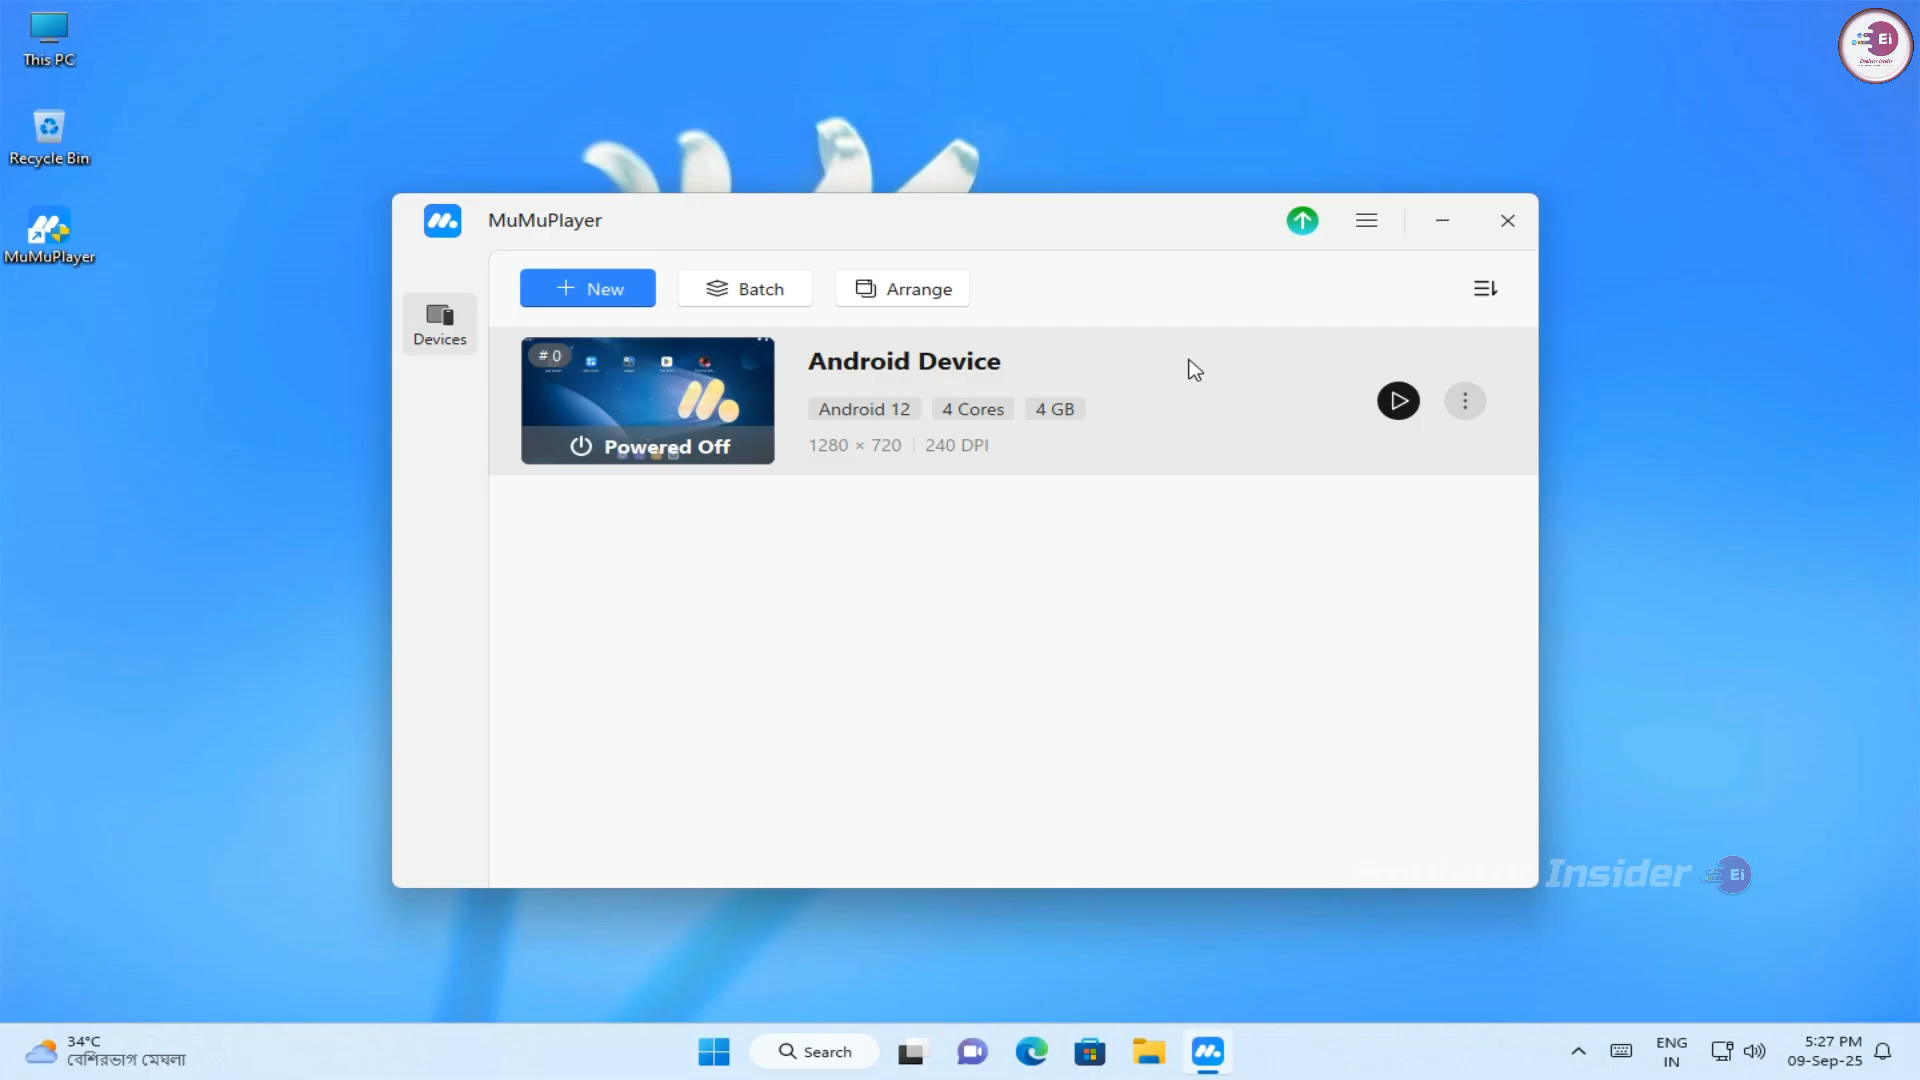 This PC
Ei
Recycle Bin
MuMuPlayer
MuMuPlayer
New
Batch
Arrange
Devices
# 0
Powered Off
Android Device
Android 12
4 Cores
4 GB
1280 × 720
240 DPI
Insider
Ei
34°C
বেশিরভাগ মেঘলা
Search
ENG
IN
5:27 PM
09-Sep-25